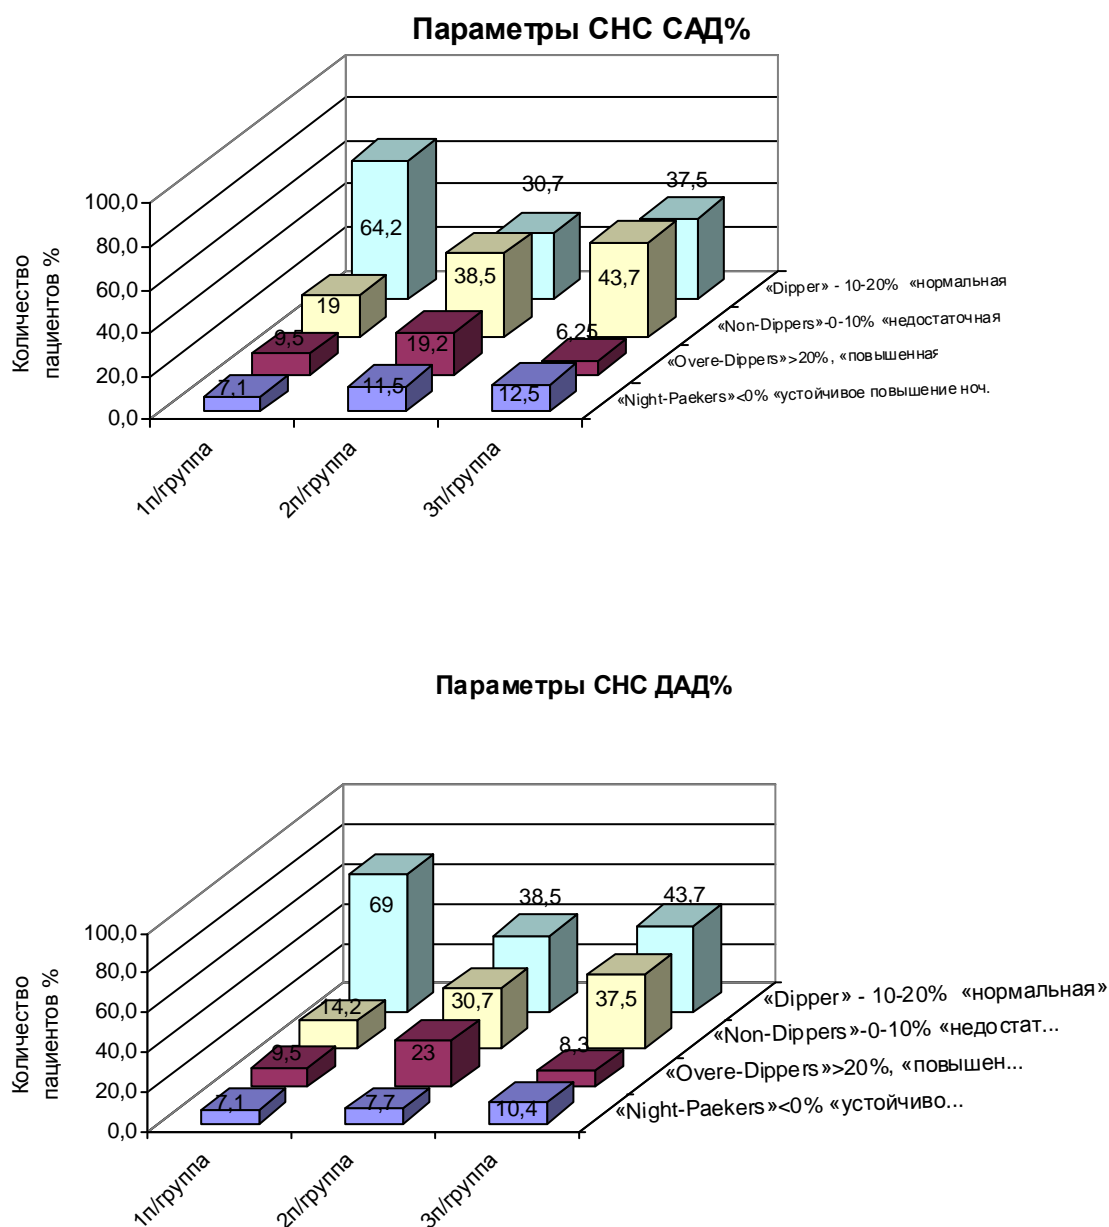 Параметры СНС САД%
Количество
пациентов %
100,0
80,0
60,0
40,0
20,0
0,0
64,2
30,7
37,5
19
38,5
43,7
9,5
19,2
6,25
7,1
11,5
12,5
«Dipper» - 10-20% «нормальная
«Non-Dippers»-0-10% «недостаточная
«Overe-Dippers»>20%, «повышенная
«Night-Paekers»<0% «устойчивое повышение ноч.
1п/группа
2п/группа
3п/группа
Параметры СНС ДАД%
Количество
пациентов %
100,0
80,0
60,0
40,0
20,0
0,0
69
38,5
43,7
14,2
30,7
37,5
9,5
23
8,3
7,1
7,7
10,4
«Dipper» - 10-20% «нормальная»
«Non-Dippers»-0-10% «недостат...
«Overe-Dippers»>20%, «повышен...
«Night-Paekers»<0% «устойчиво...
1п/группа
2п/группа
3п/группа